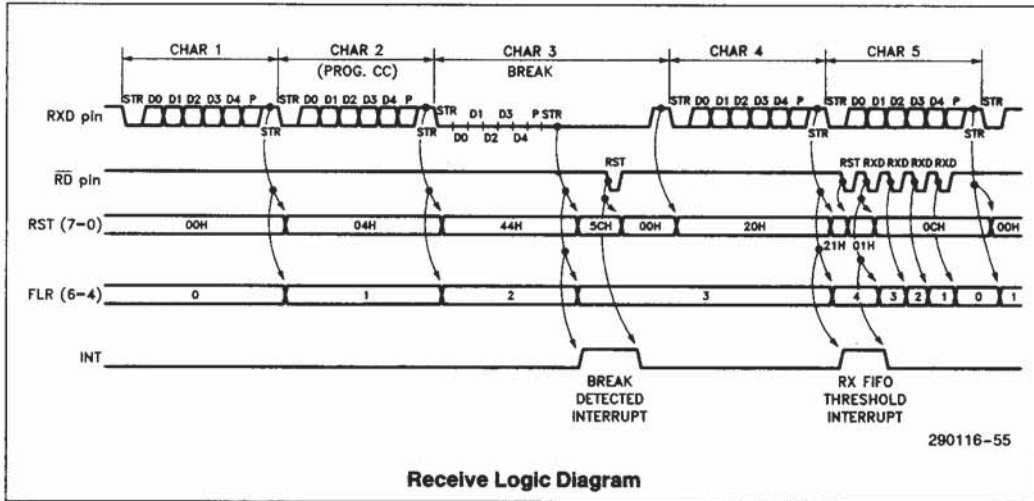 CHAR 1 CHAR 2 CHAR 3 CHAR 4 CHAR 5
(PROG. CC) BREAK
STR D0 D1 D2 D3 D4 P STR D0 D1 D2 D3 D4 P STR D1 D3 P STR STR D0 D1 D2 D3 D4 P STR D0 D1 D2 D3 D4 P STR
RXD pin
STR STR D0 D2 D4 STR STR
RST RST RXD RXD RXD RXD
RD pin
RST (7-0) 00H 04H 44H 5CH 00H 20H 0CH 00H
21H 01H
FLR (6-4) 0 1 2 3 4 3 2 1 0 1
INT
BREAK DETECTED INTERRUPT
RX FIFO THRESHOLD INTERRUPT
290116-55
Receive Logic Diagram